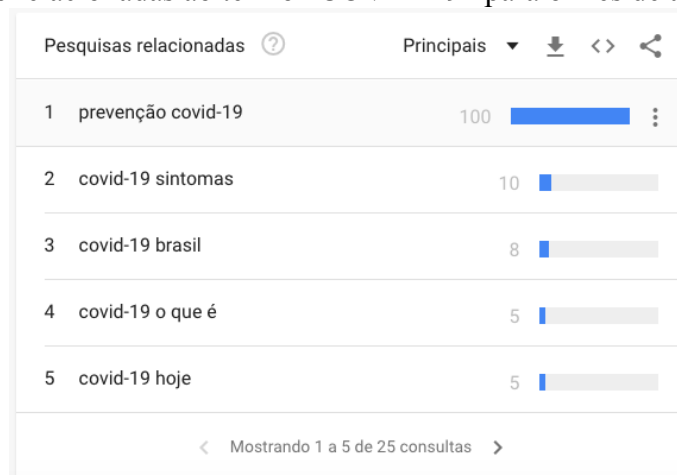 Pesquisas relacionadas ? Principais
1 prevenção covid-19 100
2 covid-19 sintomas 10
3 covid-19 brasil 8
4 covid-19 o que é 5
5 covid-19 hoje 5
Mostrando 1 a 5 de 25 consultas